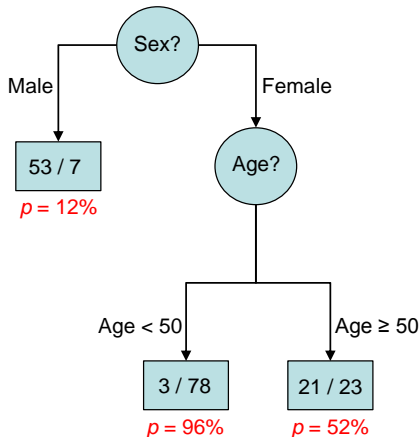 Sex?
Male
Female
53 / 7
p = 12%
Age?
Age < 50
Age ≥ 50
3 / 78
21 / 23
p = 96%
p = 52%